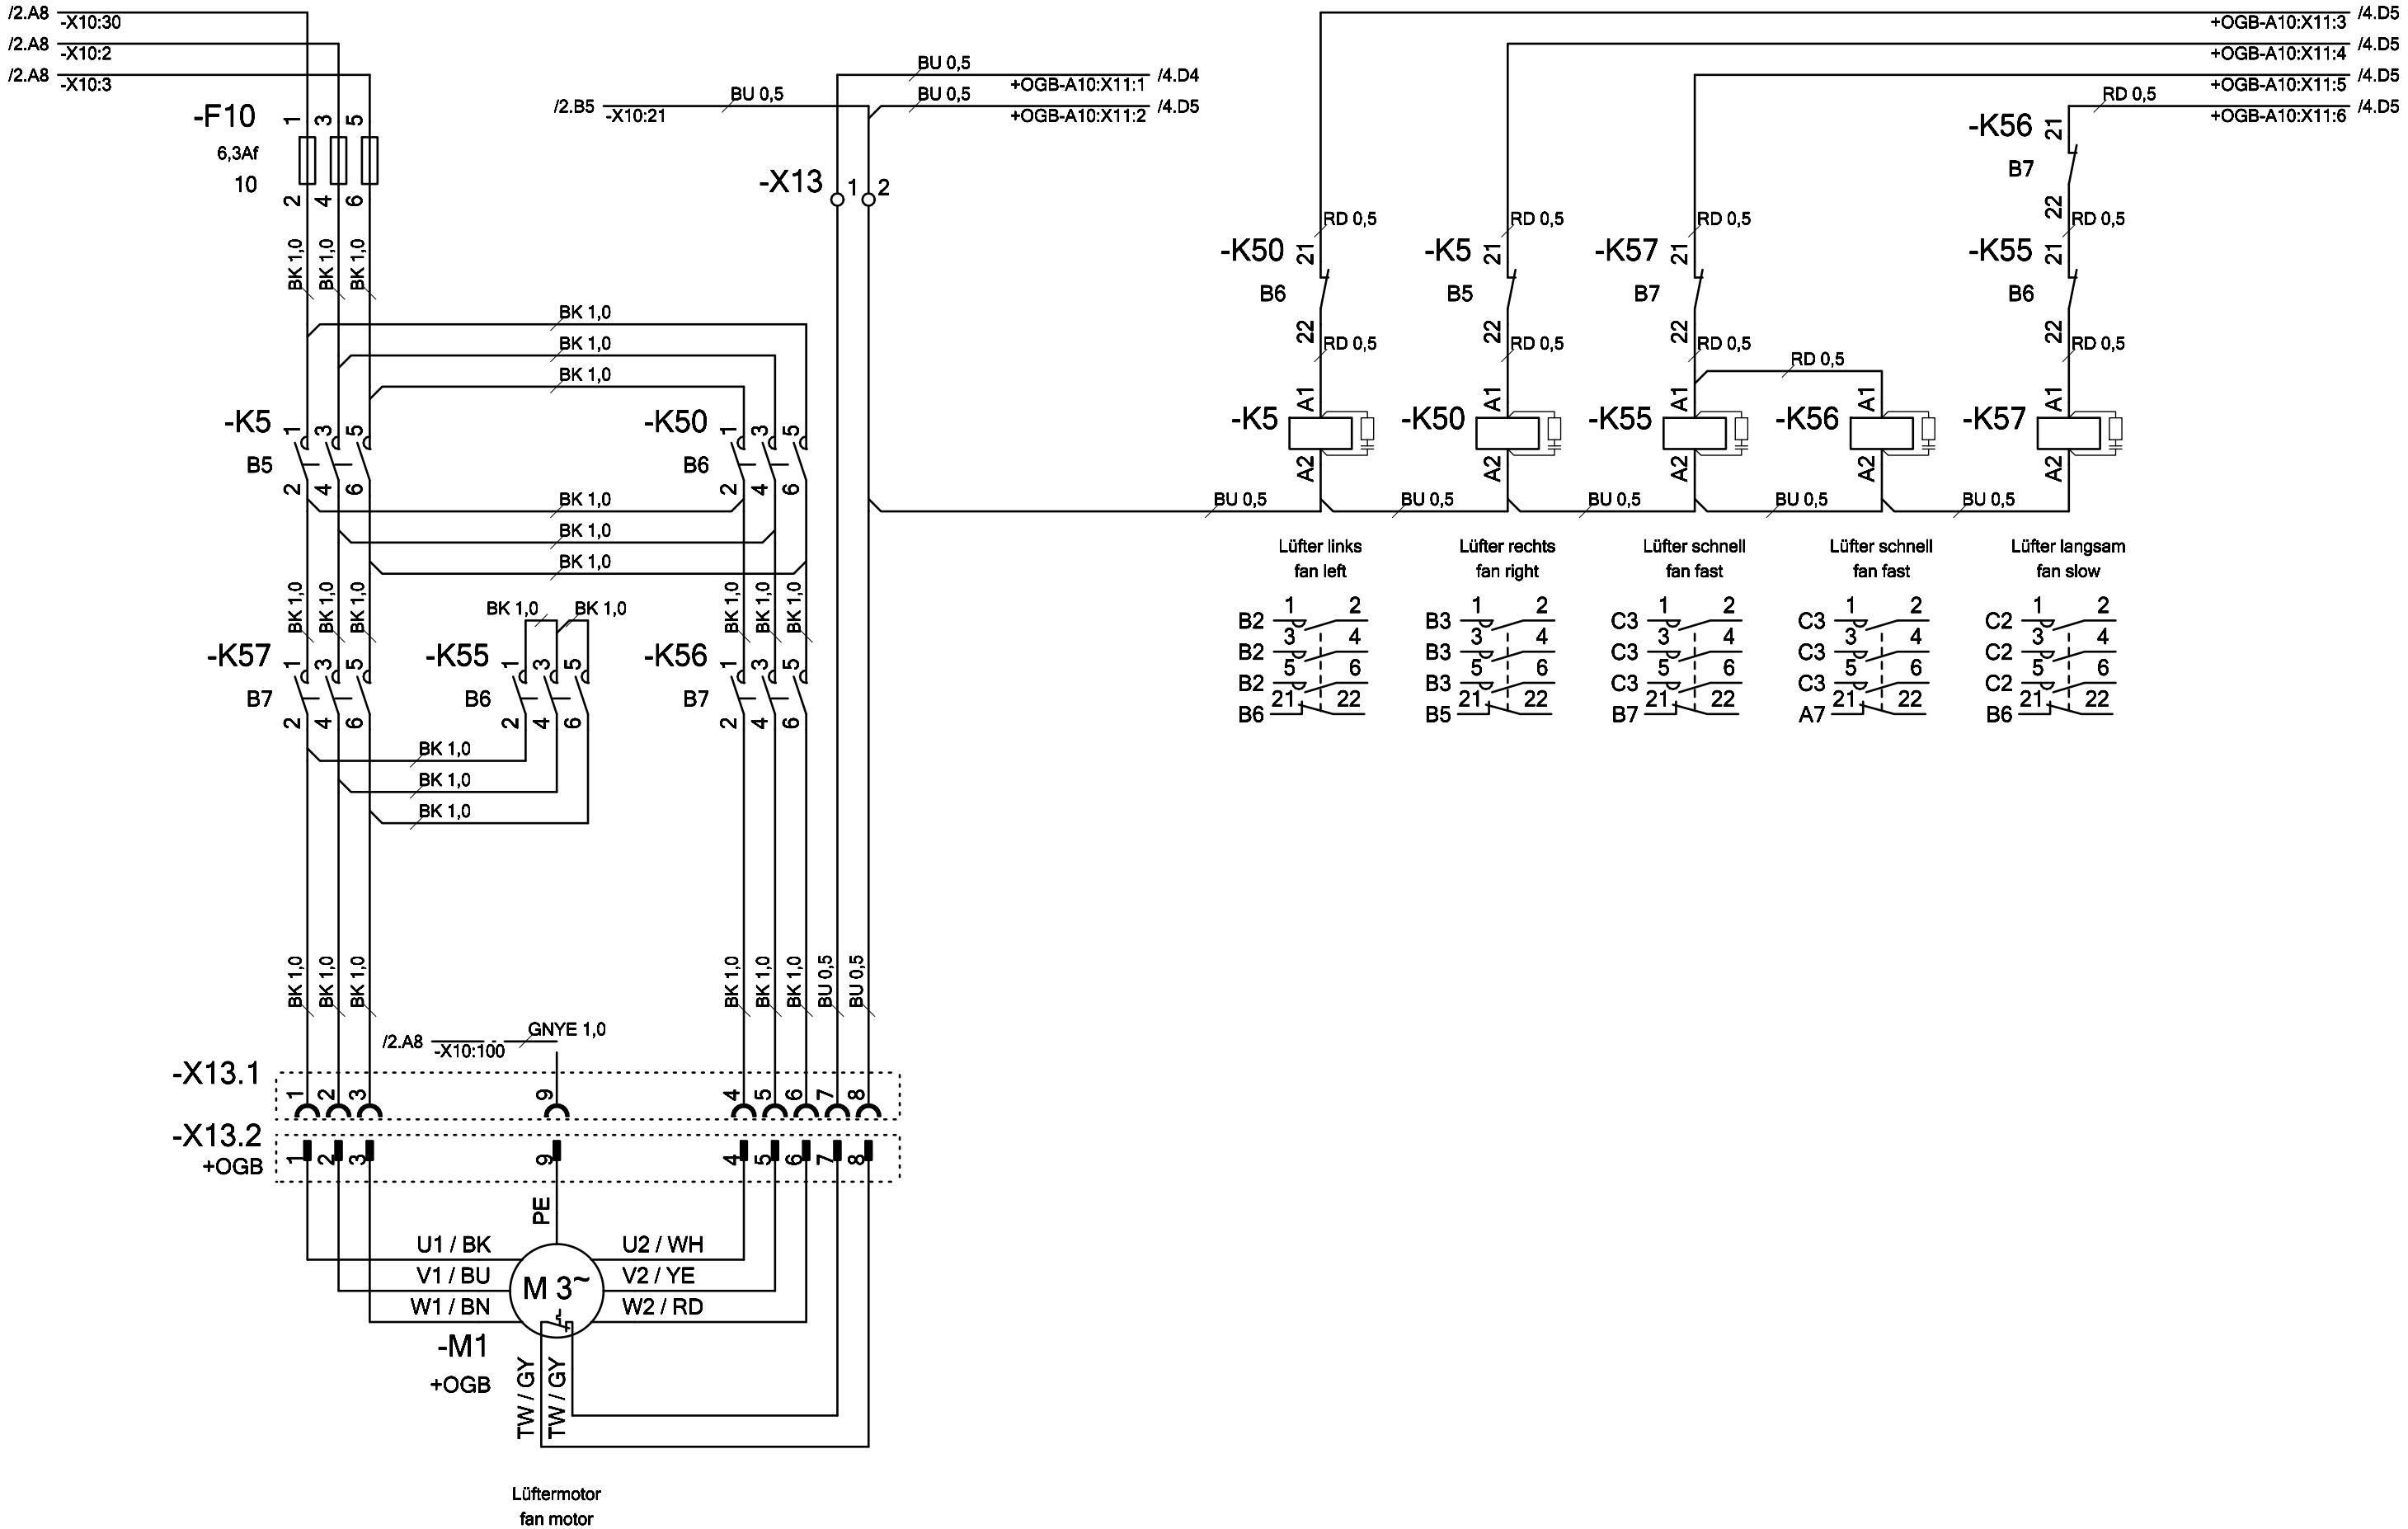 /2.A8 -X10:30
/2.A8 -X10:2
/2.A8 -X10:3
BU 0,5 +OGB-A10:X11:1 /4.D4
/2.B5 -X10:21 BU 0,5
BU 0,5 +OGB-A10:X11:2 /4.D5
+OGB-A10:X11:3 /4.D5
+OGB-A10:X11:4 /4.D5
+OGB-A10:X11:5 /4.D5
RD 0,5 +OGB-A10:X11:6 /4.D5
-F10 1 3 5
6,3Af
10
2 4 6
-X13 1 2
-K56 21
B7
22
BK 1,0 BK 1,0 BK 1,0
RD 0,5 RD 0,5 RD 0,5 RD 0,5
-K50 21 -K5 21 -K57 21 -K55 21
B6 B5 B7 B6
22 22 22 22
RD 0,5 RD 0,5 RD 0,5 RD 0,5
RD 0,5
BK 1,0
BK 1,0
BK 1,0
-K5 1 3 5
B5
2 4 6
-K50 1 3 5
B6
2 4 6
A1 A1 A1 A1 A1
-K5 -K50 -K55 -K56 -K57
A2 A2 A2 A2 A2
BU 0,5 BU 0,5 BU 0,5 BU 0,5 BU 0,5
BK 1,0
BK 1,0
BK 1,0
Lüfter links Lüfter rechts Lüfter schnell Lüfter schnell Lüfter langsam
fan left fan right fan fast fan fast fan slow
BK 1,0 BK 1,0 BK 1,0
BK 1,0 BK 1,0
BK 1,0 BK 1,0 BK 1,0
B2 1 2
B2 3 4
B2 5 6
B6 21 22
B3 1 2
B3 3 4
B3 5 6
B5 21 22
C3 1 2
C3 3 4
C3 5 6
B7 21 22
C3 1 2
C3 3 4
C3 5 6
A7 21 22
C2 1 2
C2 3 4
C2 5 6
B6 21 22
-K57 1 3 5
B7
2 4 6
-K55 1 3 5
B6
2 4 6
-K56 1 3 5
B7
2 4 6
BK 1,0
BK 1,0
BK 1,0
BK 1,0 BK 1,0 BK 1,0
BK 1,0 BK 1,0 BK 1,0 BU 0,5 BU 0,5
/2.A8 -X10:100 GNYE 1,0
-X13.1 1 2 3 9 4 5 6 7 8
-X13.2 1 2 3 9 4 5 6 7 8
+OGB
PE
U1 / BK U2 / WH
V1 / BU M 3~ V2 / YE
W1 / BN W2 / RD
-M1
+OGB
TW / GY TW / GY
Lüftermotor
fan motor